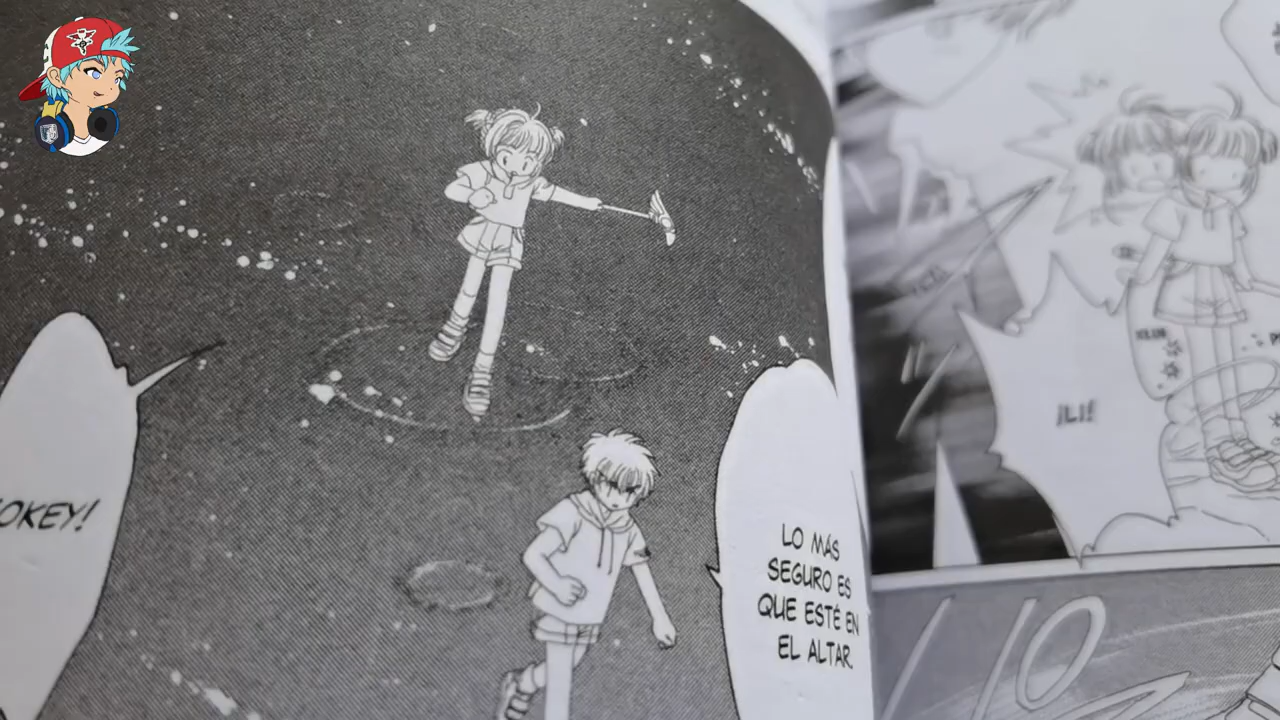 OKEY!
LO MÁS
SEGURO ES
QUE ESTÉ EN
EL ALTAR.
¡LI!